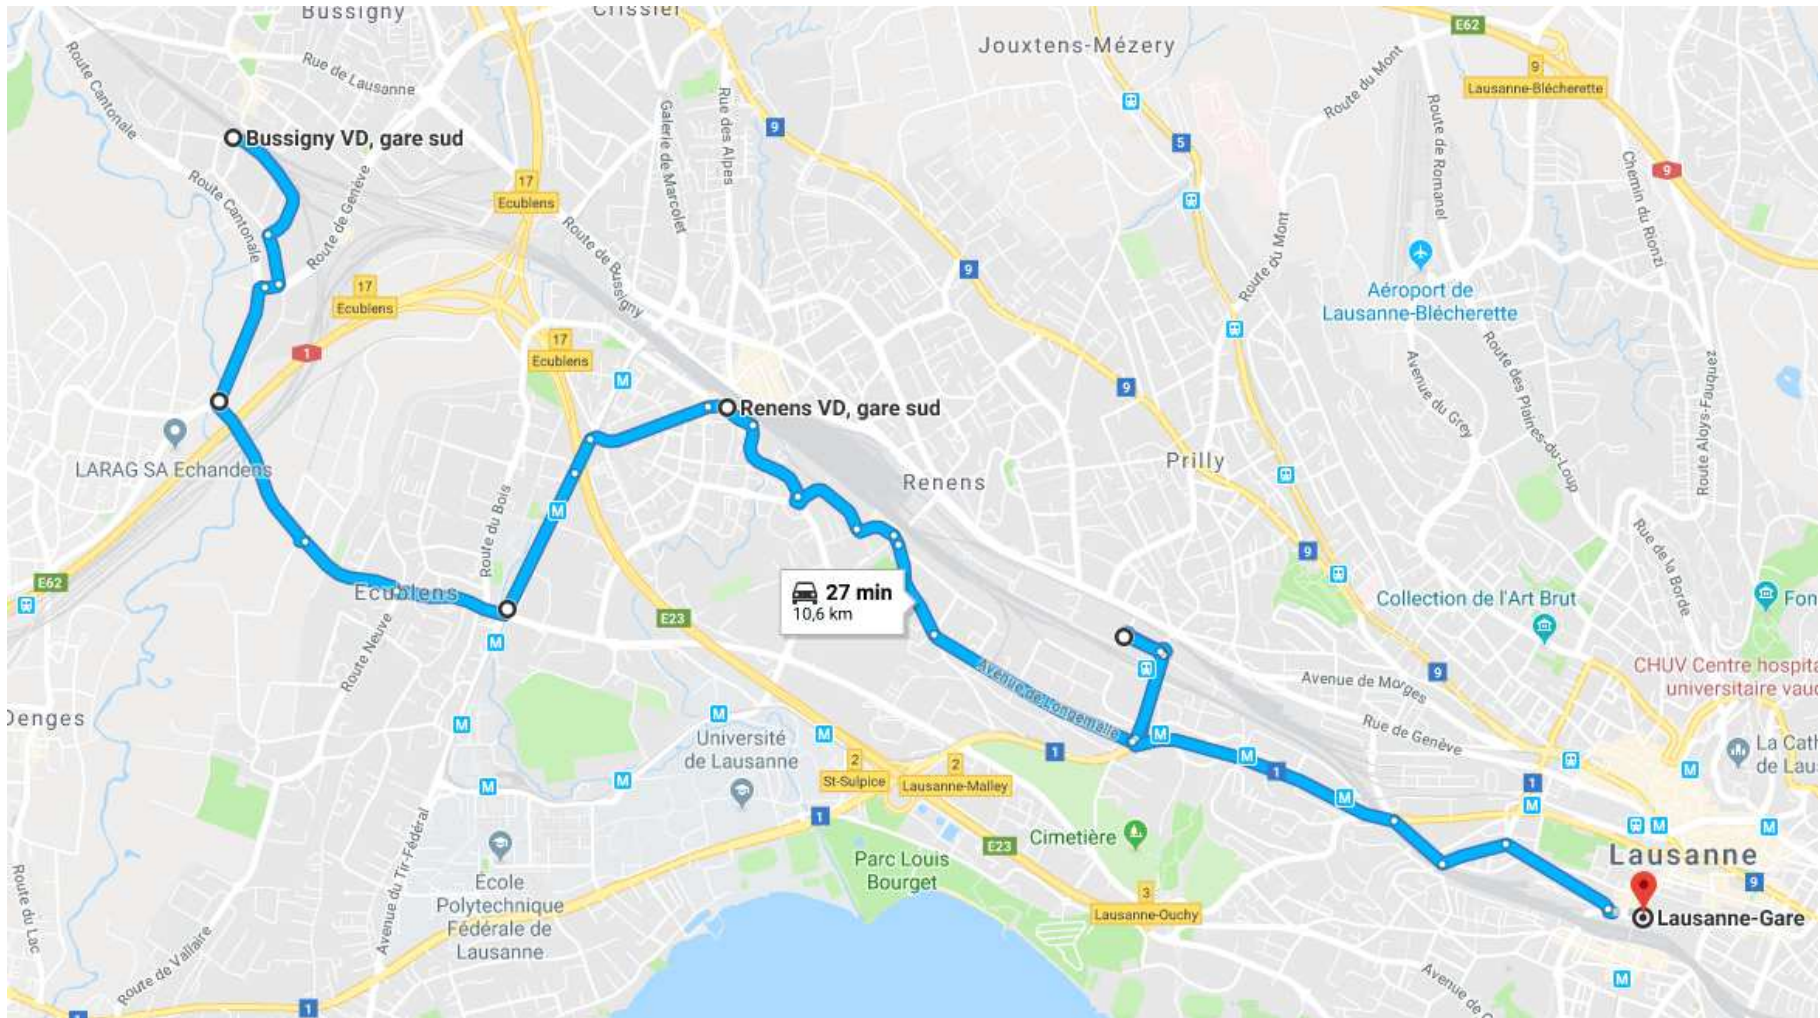 Bussigny
Crissier
E62
Jouxtens-Mézery
9
Lausanne-Blécherette
Route Cantonale
Rue de Lausanne
Route du Mont
Galerie de Marcolet
Rue des Alpes
9
Route de Romanel
Bussigny VD, gare sud
5
Chemin du Rionzi
9
Route Cantonale
Route de Genève
17
Ecublens
Route de Bussigny
Route du Mont
9
17
Ecublens
Aéroport de
Lausanne-Blécherette
17
Ecublens
1
M
Avenue du Grey
Route des Plaines-du-Loup
Route Aloys-Fauquez
9
Renens VD, gare sud
LARAG SA Echandens
Renens
Prilly
Route du Bois
M
Rue de la Borde
9
E62
Ecublens
27 min
10,6 km
Collection de l'Art Brut
Fon
E23
M
Route Neuve
Avenue de Longemalle
Avenue de Morges
9
CHUV Centre hospita
universitaire vaud
Denges
M
M
Université
de Lausanne
M
M
Rue de Genève
1
La Cath
de Lau
2
St-Sulpice
2
Lausanne-Malley
M
1
M
M
M
1
M
M
1
Avenue du Tir-Fédéral
E23
Cimetière
M
M
Parc Louis
Bourget
Lausanne
Route du Lac
École
Polytechnique
Fédérale de
Lausanne
3
Lausanne-Ouchy
9
Lausanne-Gare
Route de Vallaire
Avenue de C
M
1
1